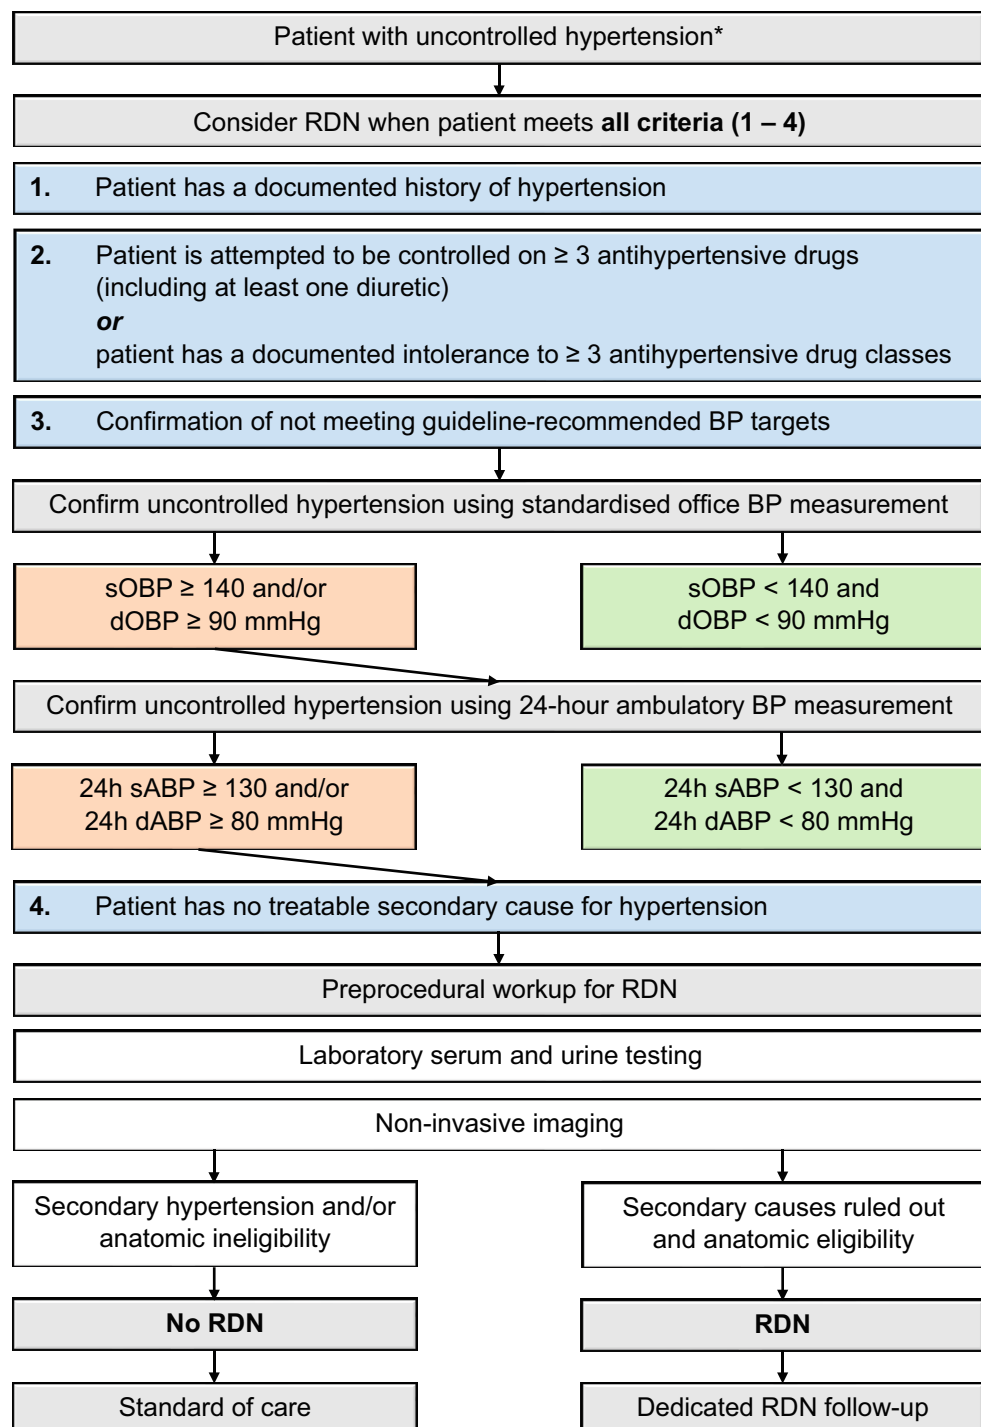 Patient with uncontrolled hypertension*
Consider RDN when patient meets all criteria (1 – 4)
1. Patient has a documented history of hypertension
2. Patient is attempted to be controlled on ≥ 3 antihypertensive drugs
(including at least one diuretic)
or
patient has a documented intolerance to ≥ 3 antihypertensive drug classes
3. Confirmation of not meeting guideline-recommended BP targets
Confirm uncontrolled hypertension using standardised office BP measurement
sOBP ≥ 140 and/or
dOBP ≥ 90 mmHg
sOBP < 140 and
dOBP < 90 mmHg
Confirm uncontrolled hypertension using 24-hour ambulatory BP measurement
24h sABP ≥ 130 and/or
24h dABP ≥ 80 mmHg
24h sABP < 130 and
24h dABP < 80 mmHg
4. Patient has no treatable secondary cause for hypertension
Preprocedural workup for RDN
Laboratory serum and urine testing
Non-invasive imaging
Secondary hypertension and/or
anatomic ineligibility
Secondary causes ruled out
and anatomic eligibility
No RDN
RDN
Standard of care
Dedicated RDN follow-up